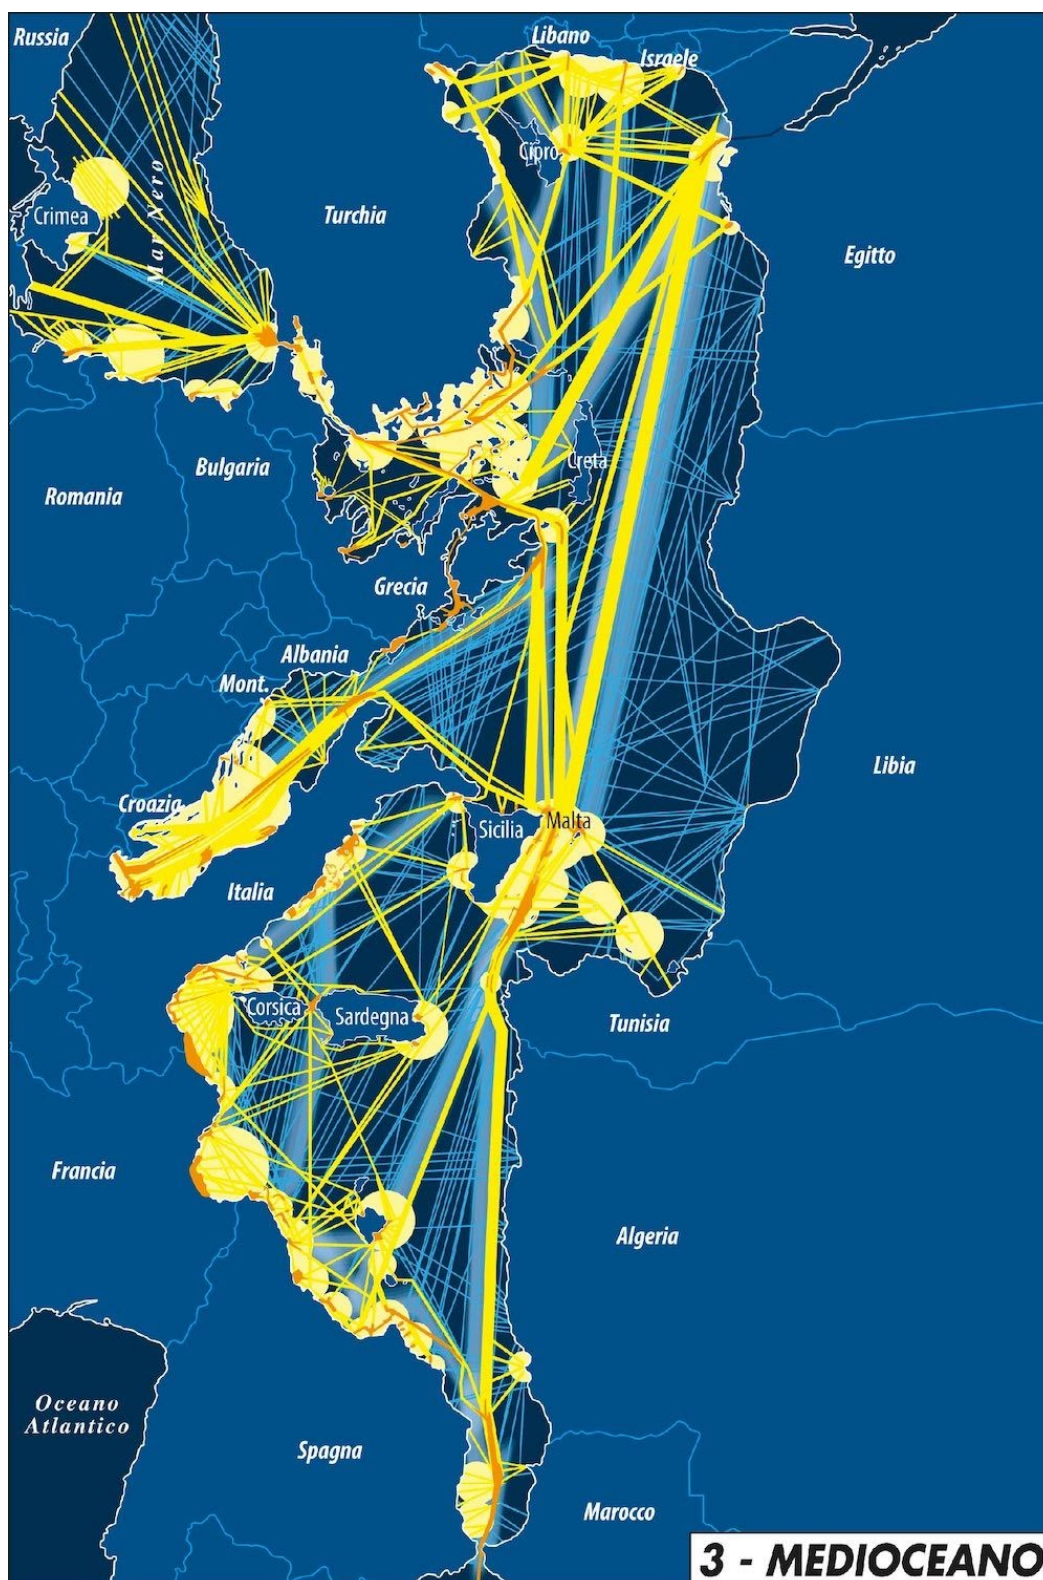 Russia
Libano
Israele
Cipro
Crimea
Mar Nero
Turchia
Egitto
Bulgaria
Creta
Romania
Grecia
Albania
Mont.
Croazia
Libia
Sicilia
Malta
Italia
Corsica
Sardegna
Tunisia
Francia
Algeria
Oceano
Atlantico
Spagna
Marocco
3 - MEDIOCEANO